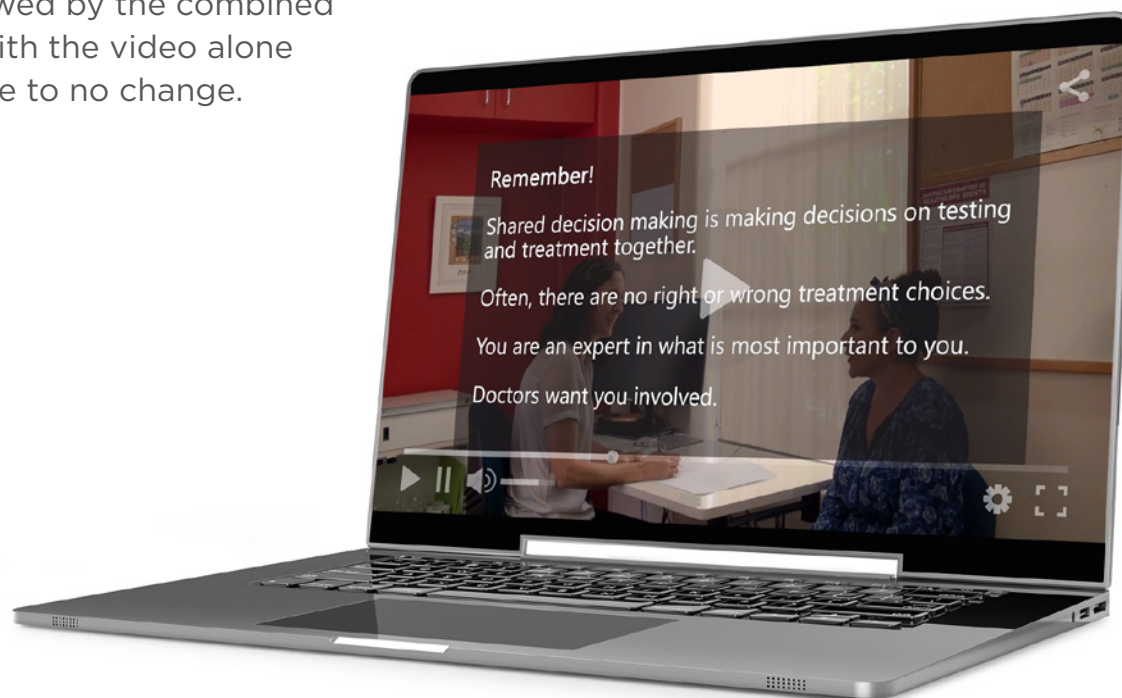 wed by the combined
ith the video alone
e to no change.
Remember!
Shared decision making is making decisions on testing
and treatment together.
Often, there are no right or wrong treatment choices.
You are an expert in what is most important to you.
Doctors want you involved.